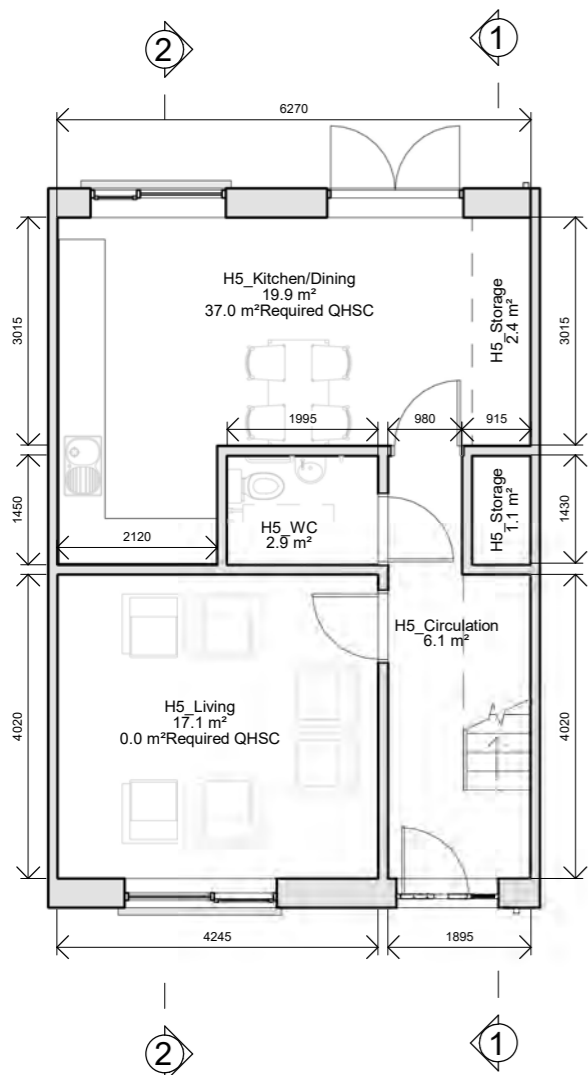 2
1
6270
H5_Kitchen/Dining
19.9 m²
37.0 m²Required QHSC
H5_Storage
2.4 m²
3015
3015
1995
980
915
H5_WC
2.9 m²
H5_Storage
1.1 m²
1450
1430
2120
H5_Circulation
6.1 m²
H5_Living
17.1 m²
0.0 m²Required QHSC
4020
4020
4245
1895
2
1